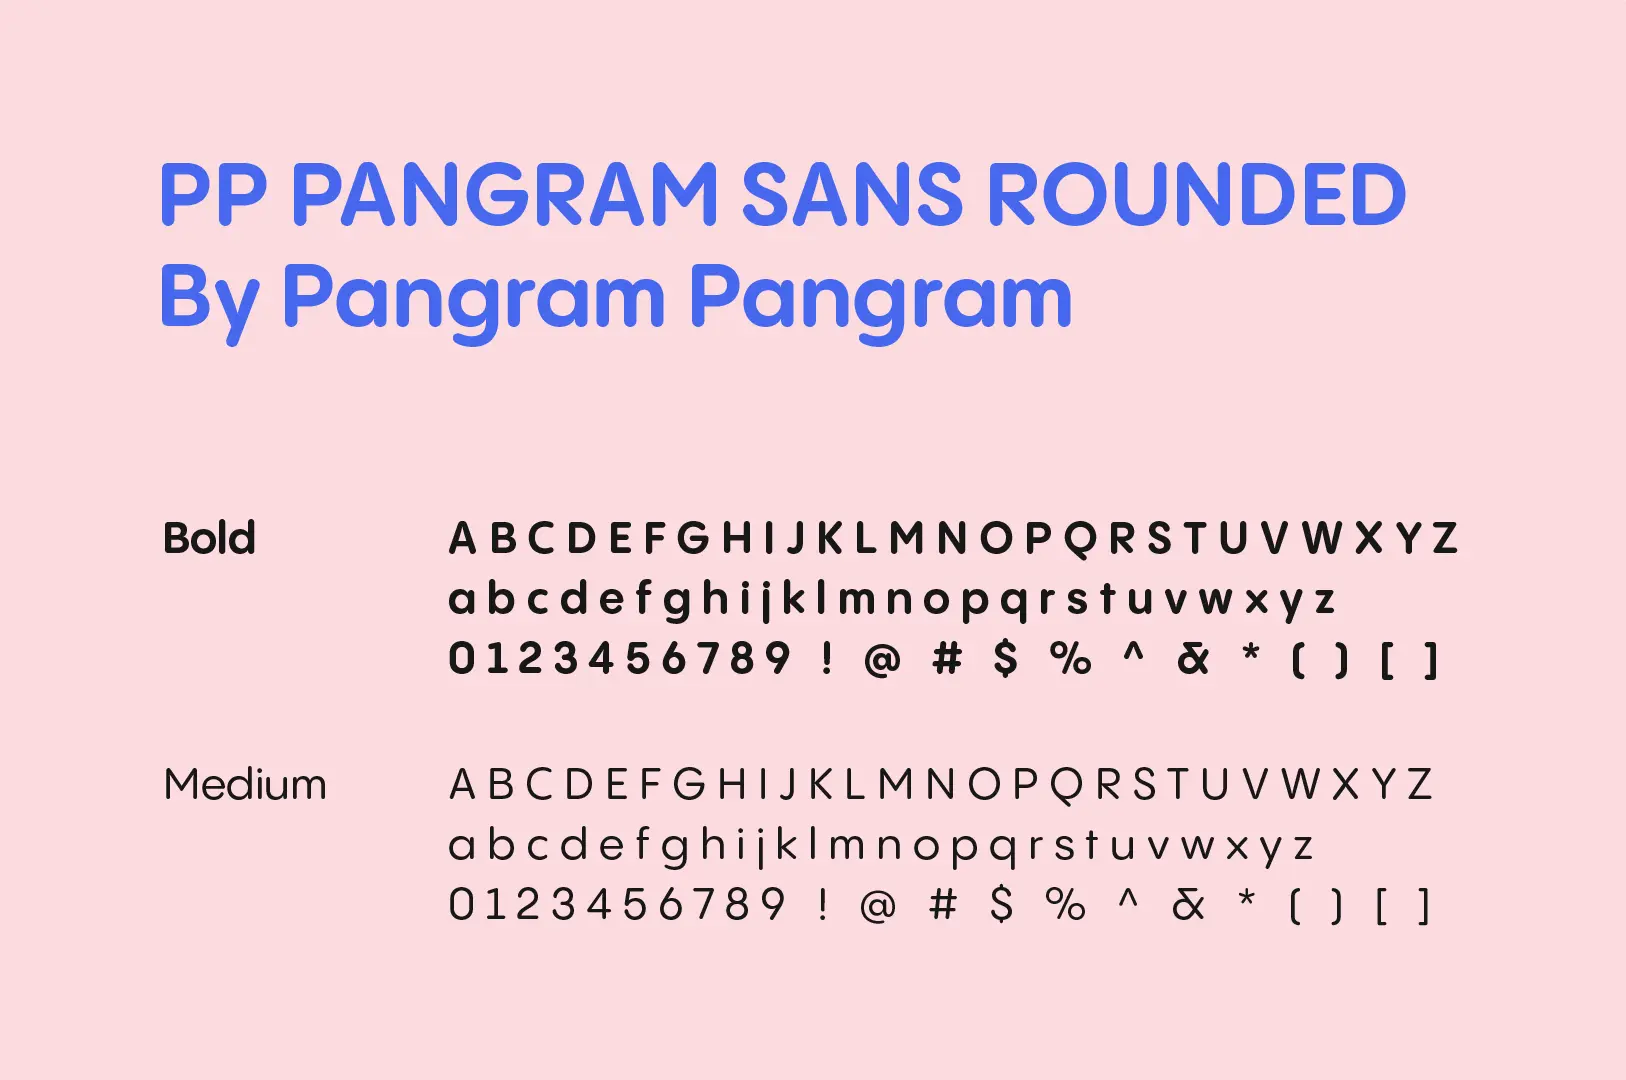 PP PANGRAM SANS ROUNDED
By Pangram Pangram
Bold
A B C D E F G H I J K L M N O P Q R S T U V W X Y Z
a b c d e f g h i j k l m n o p q r s t u v w x y z
0 1 2 3 4 5 6 7 8 9 ! @ # $ % ^ & * ( ) [ ]
Medium
A B C D E F G H I J K L M N O P Q R S T U V W X Y Z
a b c d e f g h i j k l m n o p q r s t u v w x y z
0 1 2 3 4 5 6 7 8 9 ! @ # $ % ^ & * ( ) [ ]